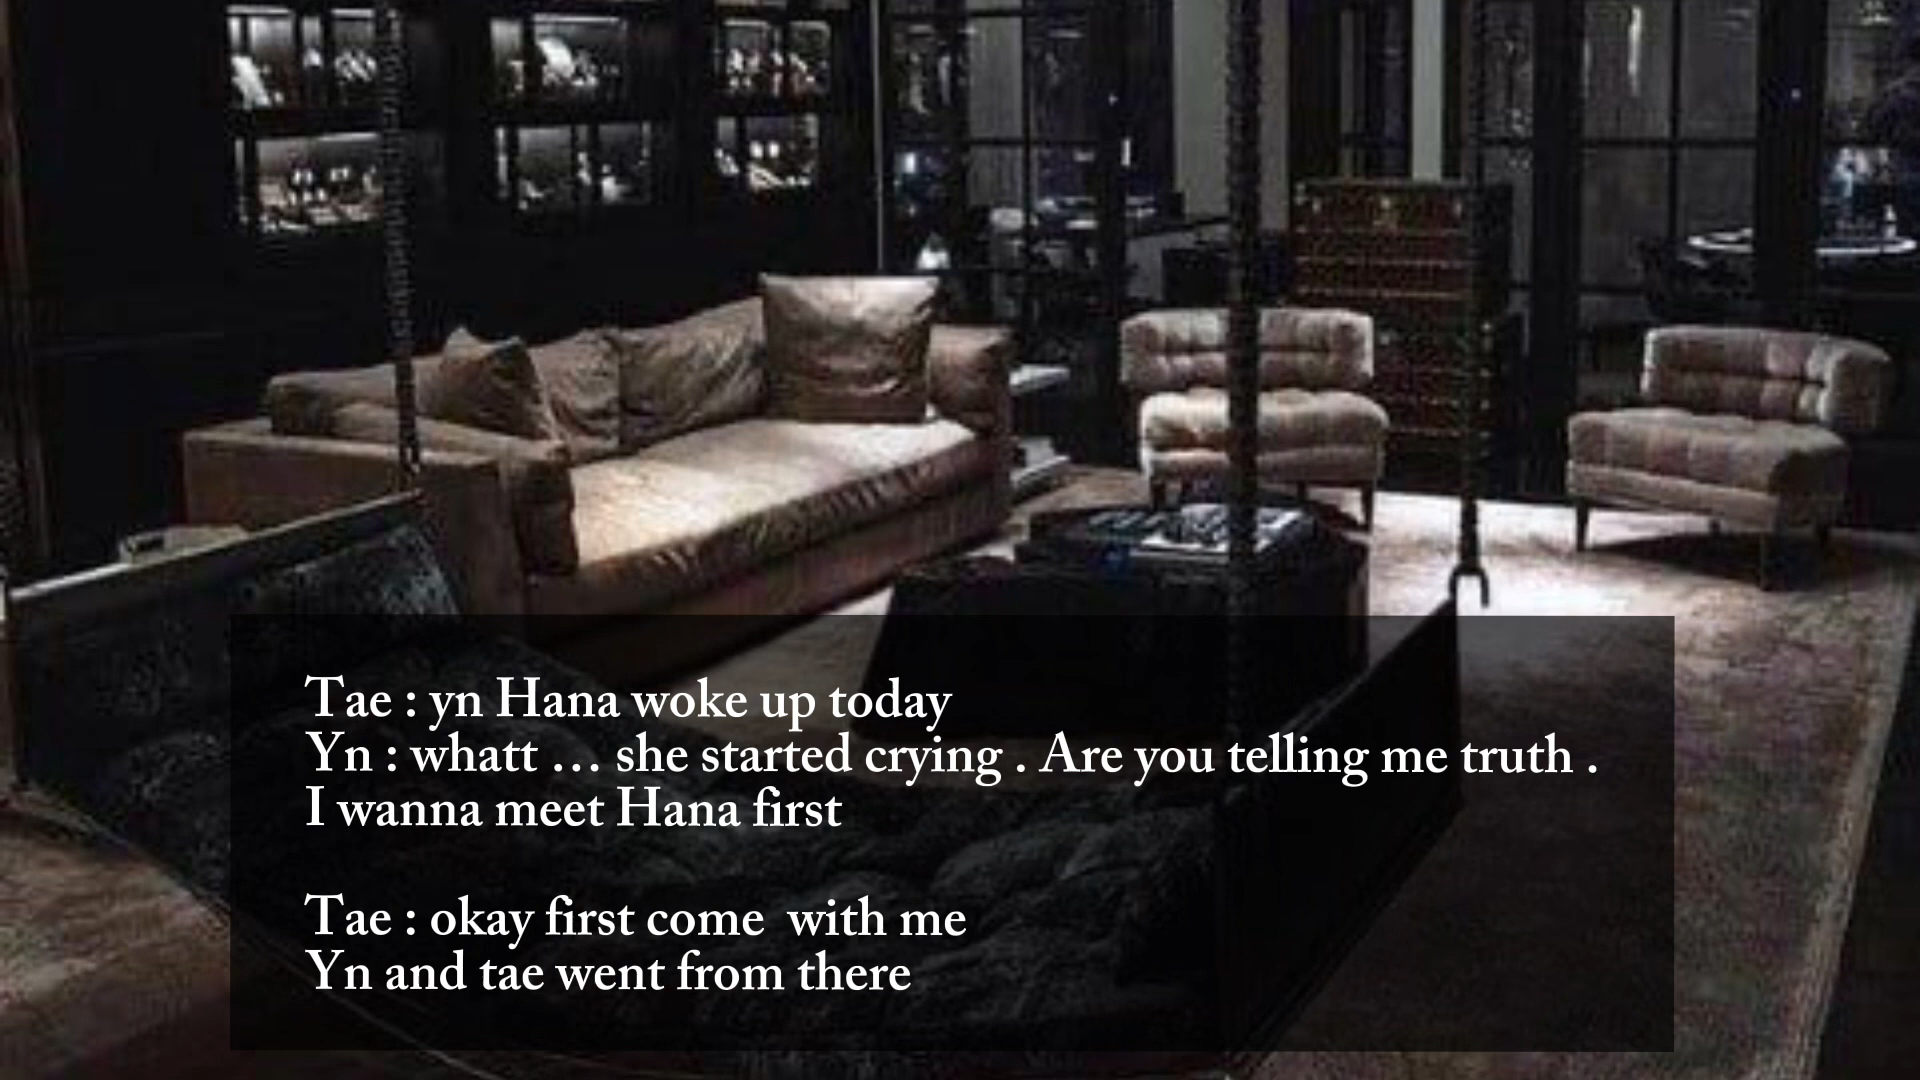 Tae : yn Hana woke up today
Yn : whatt … she started crying . Are you telling me truth .
I wanna meet Hana first
Tae : okay first come  with me
Yn and tae went from there